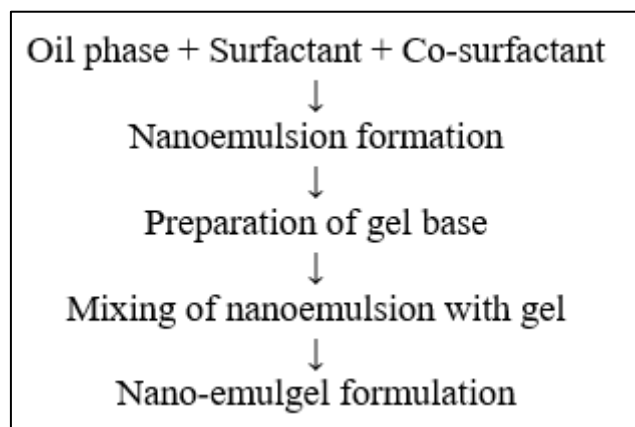 Oil phase + Surfactant + Co-surfactant
↓
Nanoemulsion formation
↓
Preparation of gel base
↓
Mixing of nanoemulsion with gel
↓
Nano-emulgel formulation